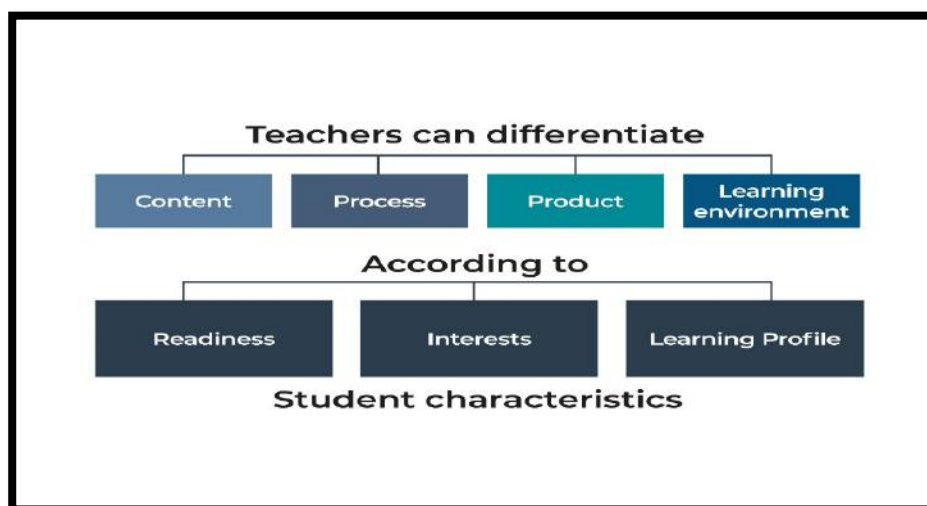 Teachers can differentiate
Content
Process
Product
Learning
environment
According to
Readiness
Interests
Learning Profile
Student characteristics